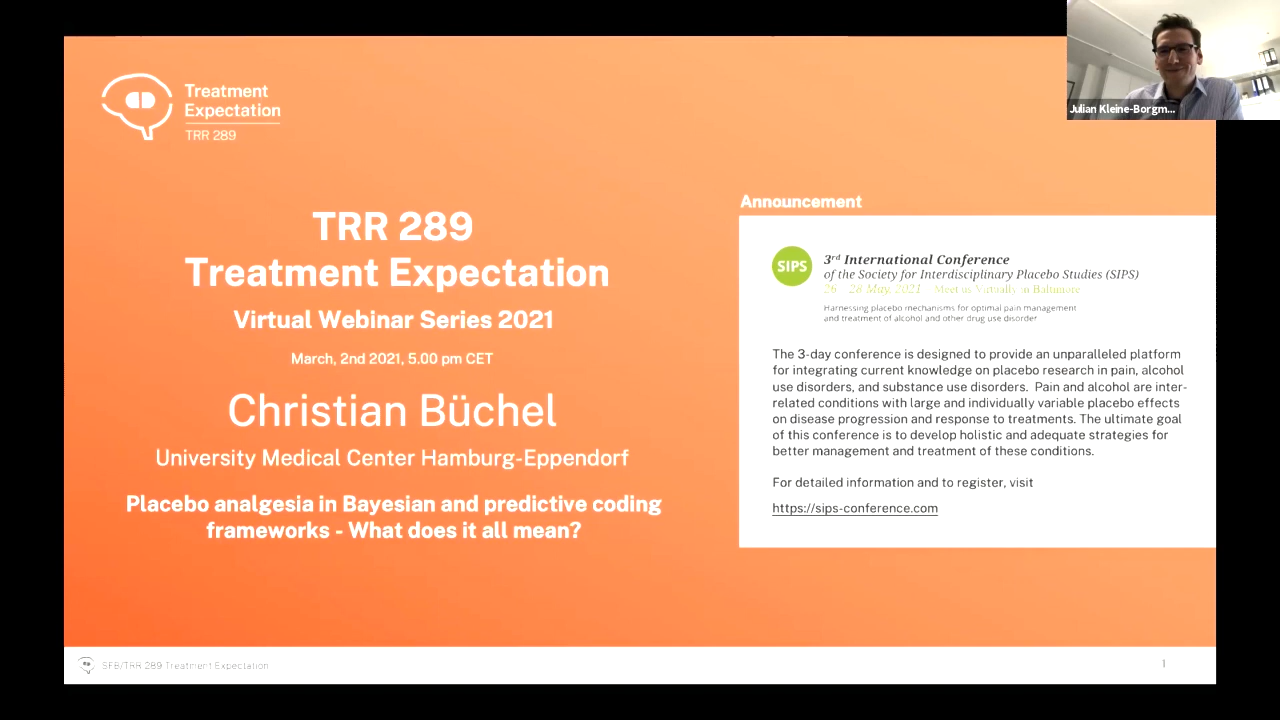 Treatment
Expectation
TRR 289
TRR 289
Treatment Expectation
Virtual Webinar Series 2021
March, 2nd 2021, 5.00 pm CET
Christian Büchel
University Medical Center Hamburg-Eppendorf
Placebo analgesia in Bayesian and predictive coding
frameworks - What does it all mean?
Julian Kleine-Borgm...
Announcement
SIPS
3rd International Conference
of the Society for Interdisciplinary Placebo Studies (SIPS)
26 - 28 May, 2021 Meet us Virtually in Baltimore
Harnessing placebo mechanisms for optimal pain management
and treatment of alcohol and other drug use disorder
The 3-day conference is designed to provide an unparalleled platform
for integrating current knowledge on placebo research in pain, alcohol
use disorders, and substance use disorders. Pain and alcohol are inter-
related conditions with large and individually variable placebo effects
on disease progression and response to treatments. The ultimate goal
of this conference is to develop holistic and adequate strategies for
better management and treatment of these conditions.
For detailed information and to register, visit
https://sips-conference.com
SFB/TRR 289 Treatment Expectation
1